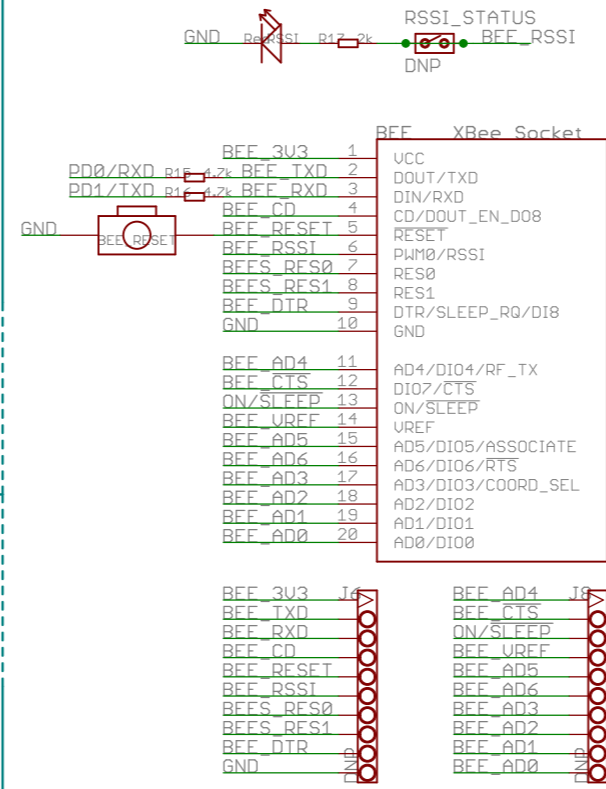 RSSI_STATUS
GND RedRSSI R17 2k BEE_RSSI
DNP
BEE XBee Socket
BEE_3V3 1 VCC
PD0/RXD R15 4.7k BEE_TXD 2 DOUT/TXD
PD1/TXD R16 4.7k BEE_RXD 3 DIN/RXD
BEE_CD 4 CD/DOUT_EN_DO8
GND BEE_RESET BEE_RESET 5 RESET
BEE_RSSI 6 PWM0/RSSI
BEES_RES0 7 RES0
BEES_RES1 8 RES1
BEE_DTR 9 DTR/SLEEP_RQ/DI8
GND 10 GND
BEE_AD4 11 AD4/DIO4/RF_TX
BEE_CTS 12 DIO7/CTS
ON/SLEEP 13 ON/SLEEP
BEE_VREF 14 VREF
BEE_AD5 15 AD5/DIO5/ASSOCIATE
BEE_AD6 16 AD6/DIO6/RTS
BEE_AD3 17 AD3/DIO3/COORD_SEL
BEE_AD2 18 AD2/DIO2
BEE_AD1 19 AD1/DIO1
BEE_AD0 20 AD0/DIO0
BEE_3V3 J6 BEE_AD4 J8
BEE_TXD BEE_CTS
BEE_RXD ON/SLEEP
BEE_CD BEE_VREF
BEE_RESET BEE_AD5
BEE_RSSI BEE_AD6
BEES_RES0 BEE_AD3
BEES_RES1 BEE_AD2
BEE_DTR BEE_AD1
GND DNP BEE_AD0 DNP